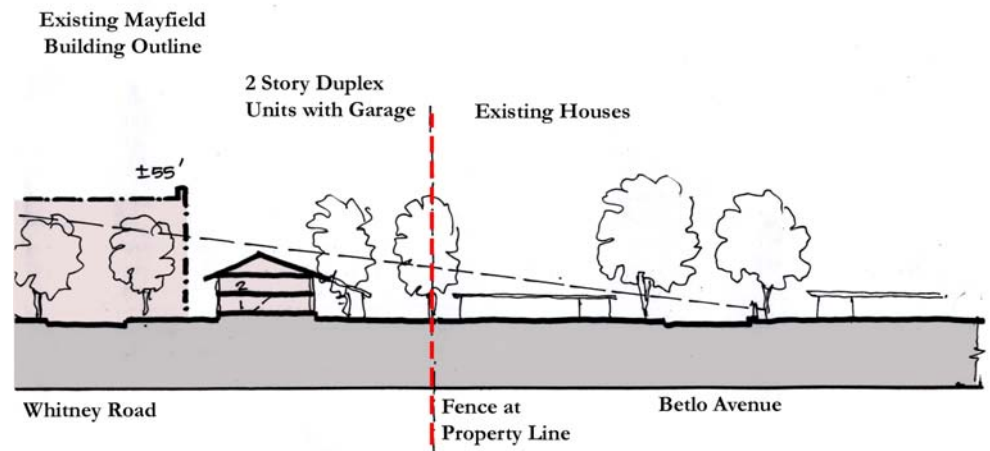 Existing Mayfield
Building Outline
2 Story Duplex
Units with Garage
Existing Houses
±55'
2
1
Whitney Road
Fence at
Property Line
Betlo Avenue